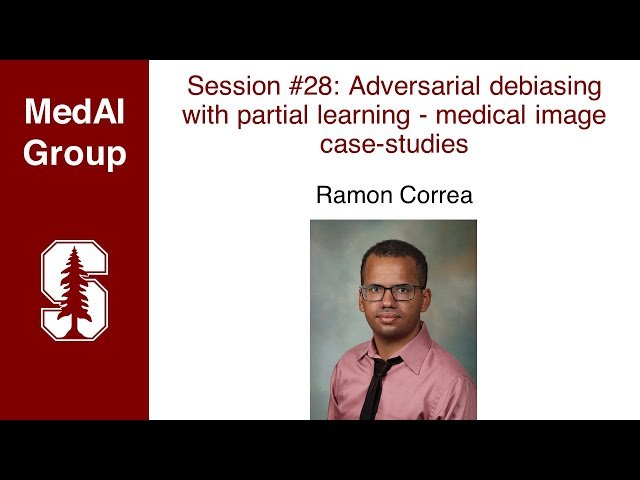 MedAI
Group
Session #28: Adversarial debiasing
with partial learning - medical image
case-studies
Ramon Correa